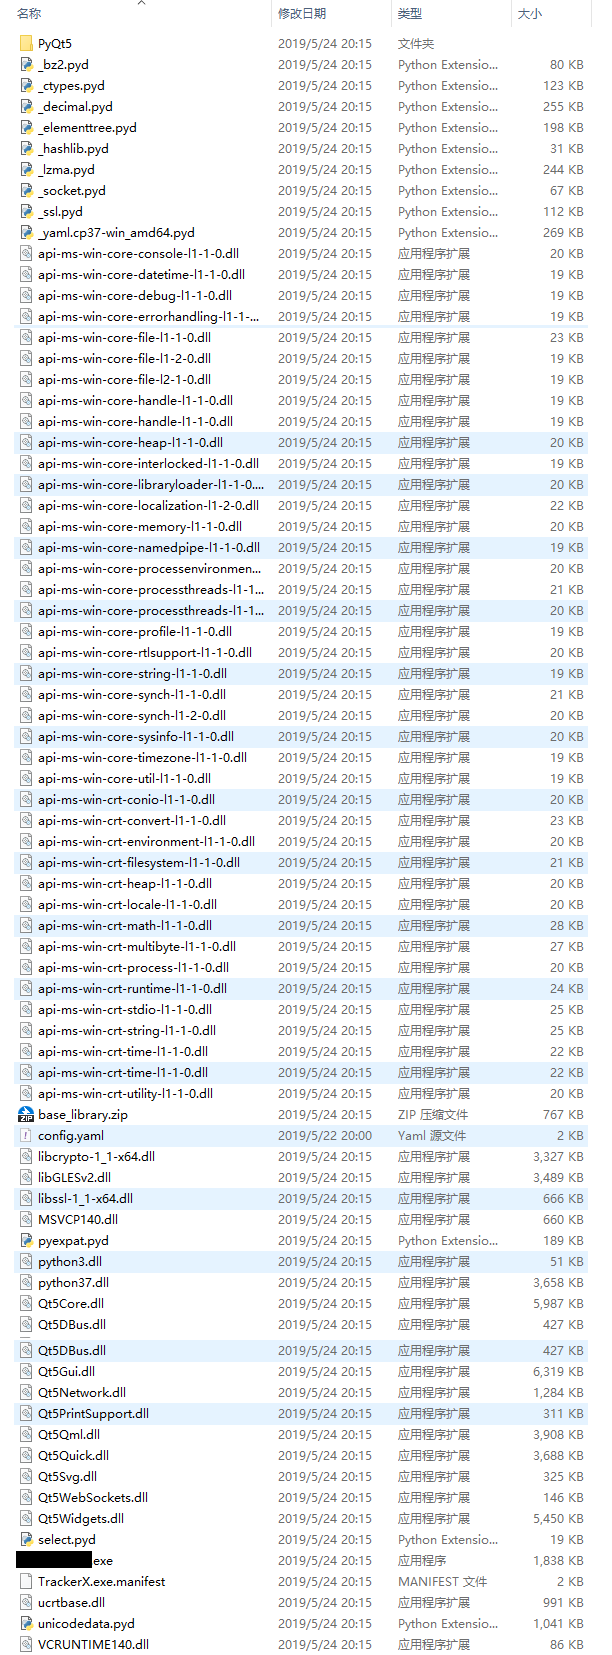 名称 修改日期 类型 大小
PyQt5 2019/5/24 20:15 文件夹
_bz2.pyd 2019/5/24 20:15 Python Extensio... 80 KB
_ctypes.pyd 2019/5/24 20:15 Python Extensio... 123 KB
_decimal.pyd 2019/5/24 20:15 Python Extensio... 255 KB
_elementtree.pyd 2019/5/24 20:15 Python Extensio... 198 KB
_hashlib.pyd 2019/5/24 20:15 Python Extensio... 31 KB
_lzma.pyd 2019/5/24 20:15 Python Extensio... 244 KB
_socket.pyd 2019/5/24 20:15 Python Extensio... 67 KB
_ssl.pyd 2019/5/24 20:15 Python Extensio... 112 KB
_yaml.cp37-win_amd64.pyd 2019/5/24 20:15 Python Extensio... 269 KB
api-ms-win-core-console-l1-1-0.dll 2019/5/24 20:15 应用程序扩展 20 KB
api-ms-win-core-datetime-l1-1-0.dll 2019/5/24 20:15 应用程序扩展 19 KB
api-ms-win-core-debug-l1-1-0.dll 2019/5/24 20:15 应用程序扩展 19 KB
api-ms-win-core-errorhandling-l1-1-... 2019/5/24 20:15 应用程序扩展 19 KB
api-ms-win-core-file-l1-1-0.dll 2019/5/24 20:15 应用程序扩展 23 KB
api-ms-win-core-file-l1-2-0.dll 2019/5/24 20:15 应用程序扩展 19 KB
api-ms-win-core-file-l2-1-0.dll 2019/5/24 20:15 应用程序扩展 19 KB
api-ms-win-core-handle-l1-1-0.dll 2019/5/24 20:15 应用程序扩展 19 KB
api-ms-win-core-handle-l1-1-0.dll 2019/5/24 20:15 应用程序扩展 19 KB
api-ms-win-core-heap-l1-1-0.dll 2019/5/24 20:15 应用程序扩展 20 KB
api-ms-win-core-interlocked-l1-1-0.dll 2019/5/24 20:15 应用程序扩展 19 KB
api-ms-win-core-libraryloader-l1-1-0.... 2019/5/24 20:15 应用程序扩展 20 KB
api-ms-win-core-localization-l1-2-0.dll 2019/5/24 20:15 应用程序扩展 22 KB
api-ms-win-core-memory-l1-1-0.dll 2019/5/24 20:15 应用程序扩展 20 KB
api-ms-win-core-namedpipe-l1-1-0.dll 2019/5/24 20:15 应用程序扩展 19 KB
api-ms-win-core-processenvironmen... 2019/5/24 20:15 应用程序扩展 20 KB
api-ms-win-core-processthreads-l1-1... 2019/5/24 20:15 应用程序扩展 21 KB
api-ms-win-core-processthreads-l1-1... 2019/5/24 20:15 应用程序扩展 20 KB
api-ms-win-core-profile-l1-1-0.dll 2019/5/24 20:15 应用程序扩展 19 KB
api-ms-win-core-rtlsupport-l1-1-0.dll 2019/5/24 20:15 应用程序扩展 20 KB
api-ms-win-core-string-l1-1-0.dll 2019/5/24 20:15 应用程序扩展 19 KB
api-ms-win-core-synch-l1-1-0.dll 2019/5/24 20:15 应用程序扩展 21 KB
api-ms-win-core-synch-l1-2-0.dll 2019/5/24 20:15 应用程序扩展 20 KB
api-ms-win-core-sysinfo-l1-1-0.dll 2019/5/24 20:15 应用程序扩展 20 KB
api-ms-win-core-timezone-l1-1-0.dll 2019/5/24 20:15 应用程序扩展 19 KB
api-ms-win-core-util-l1-1-0.dll 2019/5/24 20:15 应用程序扩展 19 KB
api-ms-win-crt-conio-l1-1-0.dll 2019/5/24 20:15 应用程序扩展 20 KB
api-ms-win-crt-convert-l1-1-0.dll 2019/5/24 20:15 应用程序扩展 23 KB
api-ms-win-crt-environment-l1-1-0.dll 2019/5/24 20:15 应用程序扩展 20 KB
api-ms-win-crt-filesystem-l1-1-0.dll 2019/5/24 20:15 应用程序扩展 21 KB
api-ms-win-crt-heap-l1-1-0.dll 2019/5/24 20:15 应用程序扩展 20 KB
api-ms-win-crt-locale-l1-1-0.dll 2019/5/24 20:15 应用程序扩展 20 KB
api-ms-win-crt-math-l1-1-0.dll 2019/5/24 20:15 应用程序扩展 28 KB
api-ms-win-crt-multibyte-l1-1-0.dll 2019/5/24 20:15 应用程序扩展 27 KB
api-ms-win-crt-process-l1-1-0.dll 2019/5/24 20:15 应用程序扩展 20 KB
api-ms-win-crt-runtime-l1-1-0.dll 2019/5/24 20:15 应用程序扩展 24 KB
api-ms-win-crt-stdio-l1-1-0.dll 2019/5/24 20:15 应用程序扩展 25 KB
api-ms-win-crt-string-l1-1-0.dll 2019/5/24 20:15 应用程序扩展 25 KB
api-ms-win-crt-time-l1-1-0.dll 2019/5/24 20:15 应用程序扩展 22 KB
api-ms-win-crt-time-l1-1-0.dll 2019/5/24 20:15 应用程序扩展 22 KB
api-ms-win-crt-utility-l1-1-0.dll 2019/5/24 20:15 应用程序扩展 20 KB
base_library.zip 2019/5/24 20:15 ZIP 压缩文件 767 KB
config.yaml 2019/5/22 20:00 Yaml 源文件 2 KB
libcrypto-1_1-x64.dll 2019/5/24 20:15 应用程序扩展 3,327 KB
libGLESv2.dll 2019/5/24 20:15 应用程序扩展 3,489 KB
libssl-1_1-x64.dll 2019/5/24 20:15 应用程序扩展 666 KB
MSVCP140.dll 2019/5/24 20:15 应用程序扩展 660 KB
pyexpat.pyd 2019/5/24 20:15 Python Extensio... 189 KB
python3.dll 2019/5/24 20:15 应用程序扩展 51 KB
python37.dll 2019/5/24 20:15 应用程序扩展 3,658 KB
Qt5Core.dll 2019/5/24 20:15 应用程序扩展 5,987 KB
Qt5DBus.dll 2019/5/24 20:15 应用程序扩展 427 KB
Qt5DBus.dll 2019/5/24 20:15 应用程序扩展 427 KB
Qt5Gui.dll 2019/5/24 20:15 应用程序扩展 6,319 KB
Qt5Network.dll 2019/5/24 20:15 应用程序扩展 1,284 KB
Qt5PrintSupport.dll 2019/5/24 20:15 应用程序扩展 311 KB
Qt5Qml.dll 2019/5/24 20:15 应用程序扩展 3,908 KB
Qt5Quick.dll 2019/5/24 20:15 应用程序扩展 3,688 KB
Qt5Svg.dll 2019/5/24 20:15 应用程序扩展 325 KB
Qt5WebSockets.dll 2019/5/24 20:15 应用程序扩展 146 KB
Qt5Widgets.dll 2019/5/24 20:15 应用程序扩展 5,450 KB
select.pyd 2019/5/24 20:15 Python Extensio... 19 KB
exe 2019/5/24 20:15 应用程序 1,838 KB
TrackerX.exe.manifest 2019/5/24 20:15 MANIFEST 文件 2 KB
ucrtbase.dll 2019/5/24 20:15 应用程序扩展 991 KB
unicodedata.pyd 2019/5/24 20:15 Python Extensio... 1,041 KB
VCRUNTIME140.dll 2019/5/24 20:15 应用程序扩展 86 KB